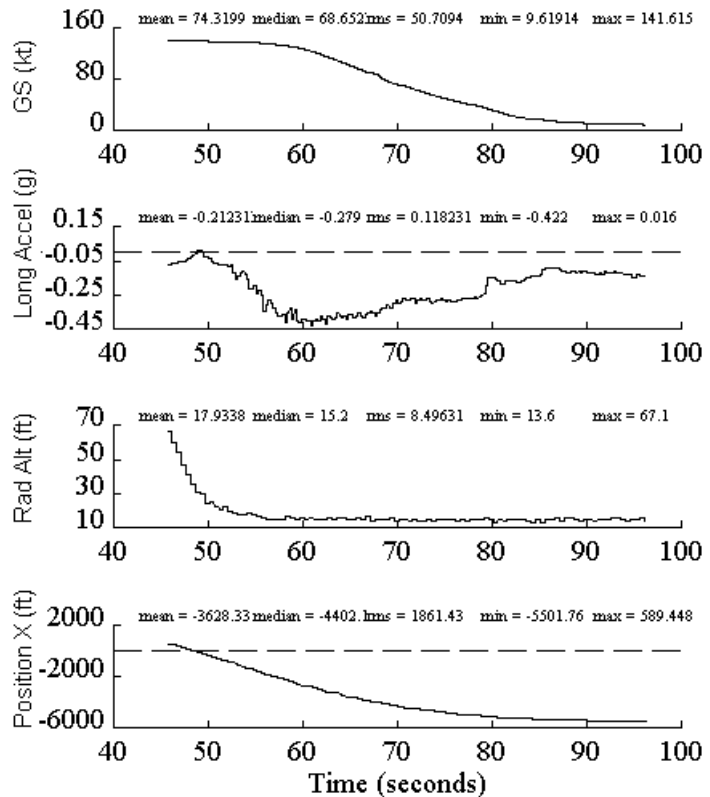 mean = 74.3199 median = 68.652 rms = 50.7094 min = 9.61914 max = 141.615
GS (kt)
160
80
0
40 50 60 70 80 90 100
mean = -0.21231 median = -0.279 rms = 0.118231 min = -0.422 max = 0.016
Long Accel (g)
0.15
-0.05
-0.25
-0.45
40 50 60 70 80 90 100
mean = 17.9338 median = 15.2 rms = 8.49631 min = 13.6 max = 67.1
Rad Alt (ft)
70
50
30
10
40 50 60 70 80 90 100
mean = -3628.33 median = -4402. rms = 1861.43 min = -5501.76 max = 589.448
Position X (ft)
2000
-2000
-6000
40 50 60 70 80 90 100
Time (seconds)